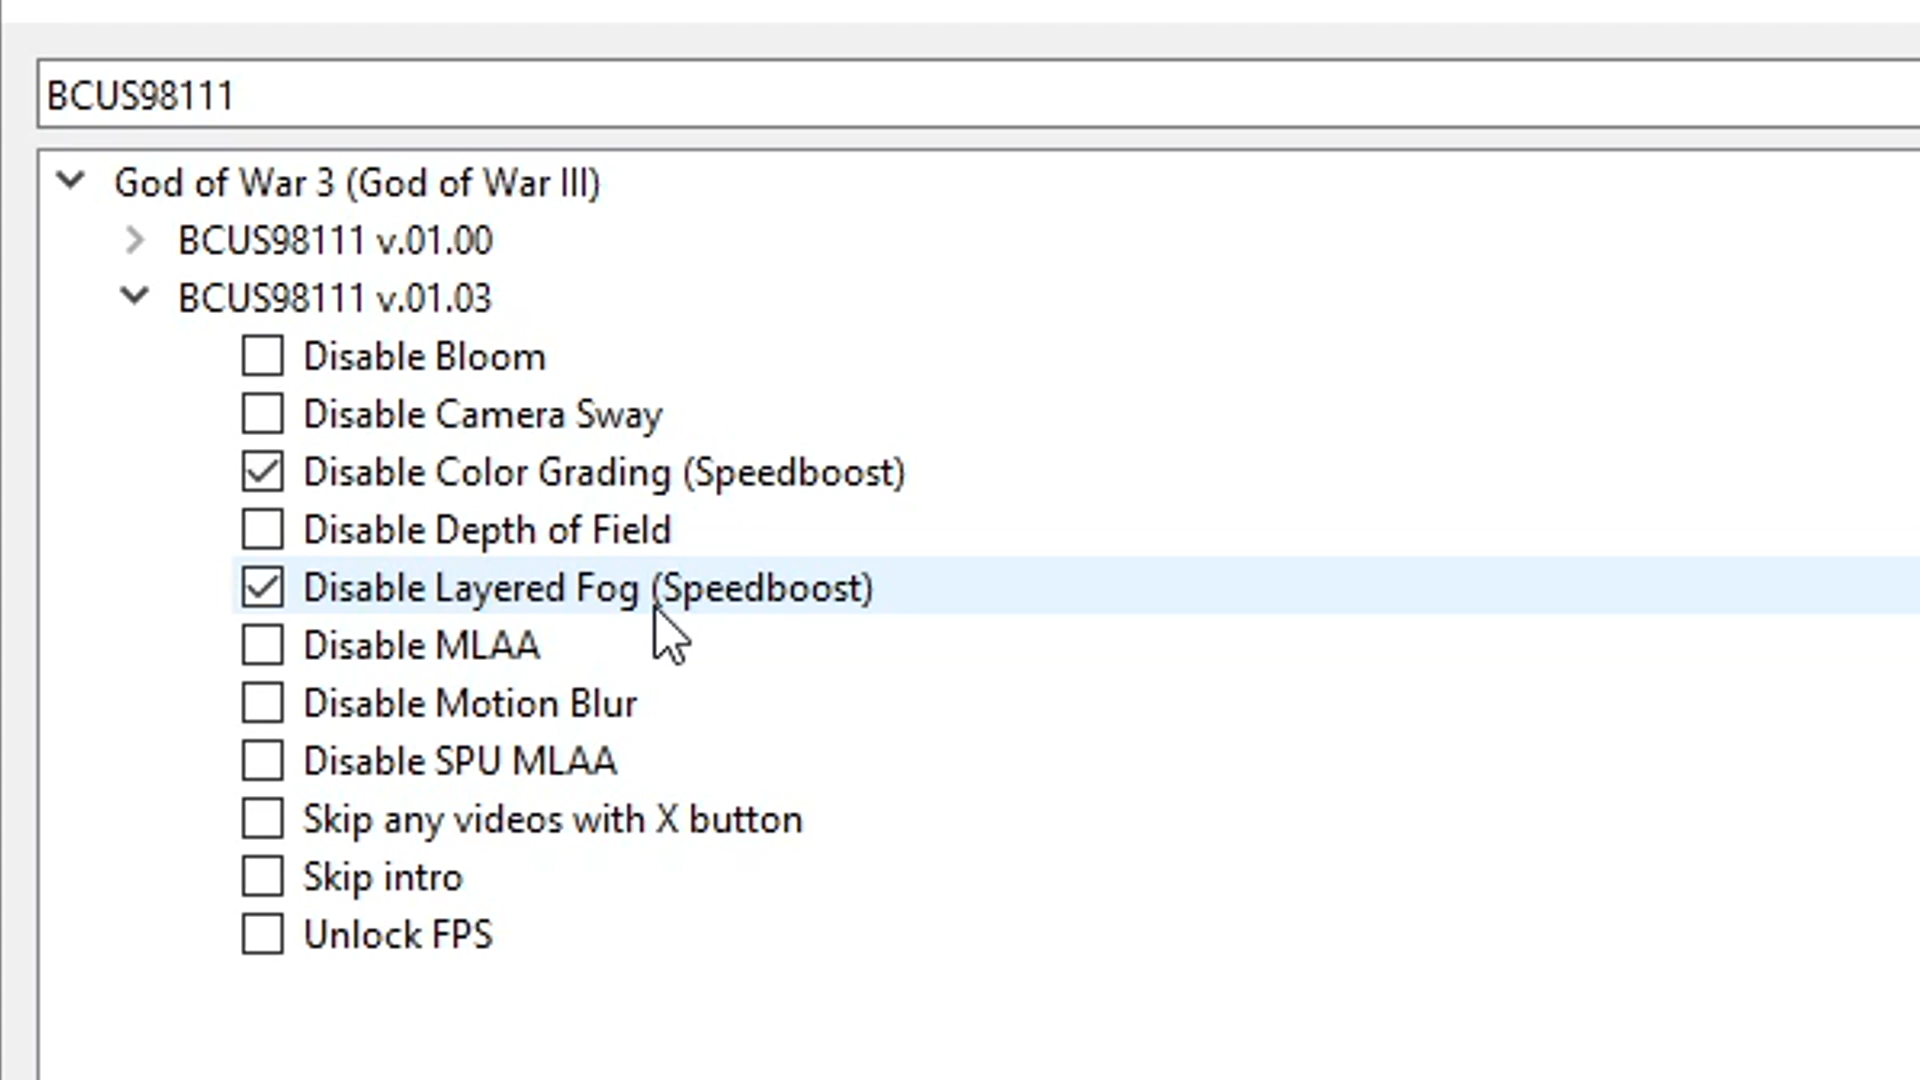 BCUS98111
God of War 3 (God of War III)
BCUS98111 v.01.00
BCUS98111 v.01.03
Disable Bloom
Disable Camera Sway
Disable Color Grading (Speedboost)
Disable Depth of Field
Disable Layered Fog (Speedboost)
Disable MLAA
Disable Motion Blur
Disable SPU MLAA
Skip any videos with X button
Skip intro
Unlock FPS